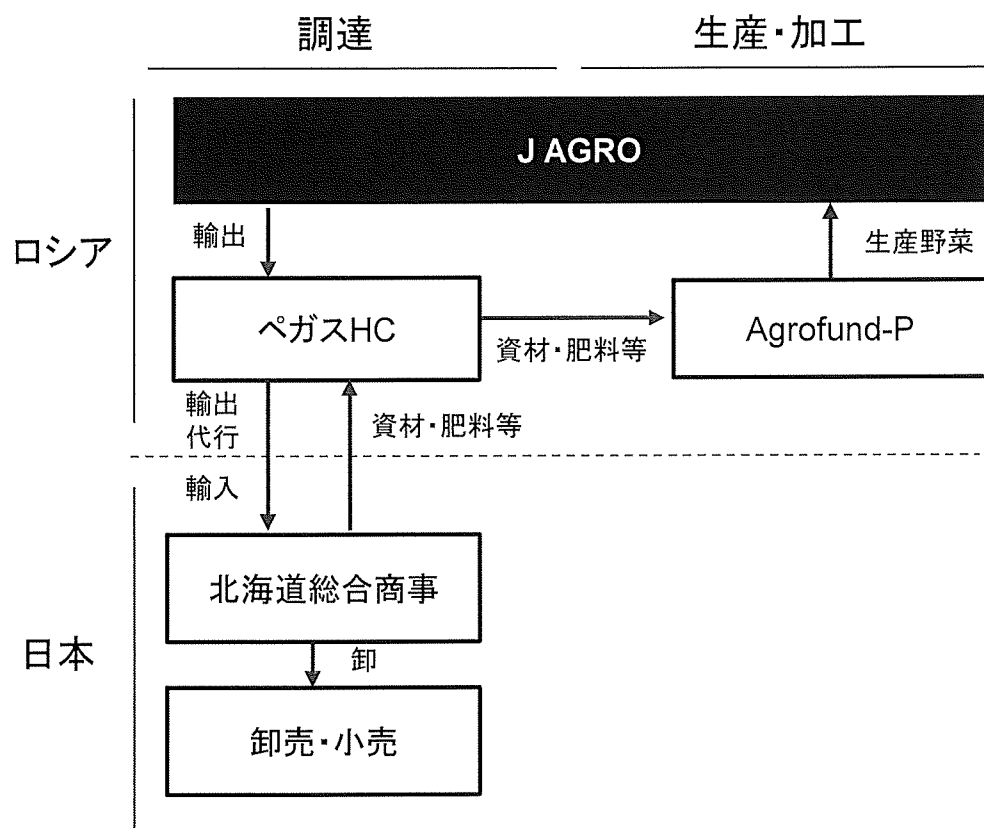 調達
生産・加工
J AGRO
ロシア
輸出
生産野菜
ペガスHC
資材・肥料等
Agrofund-P
輸出
代行
資材・肥料等
輸入
北海道総合商事
日本
卸
卸売・小売